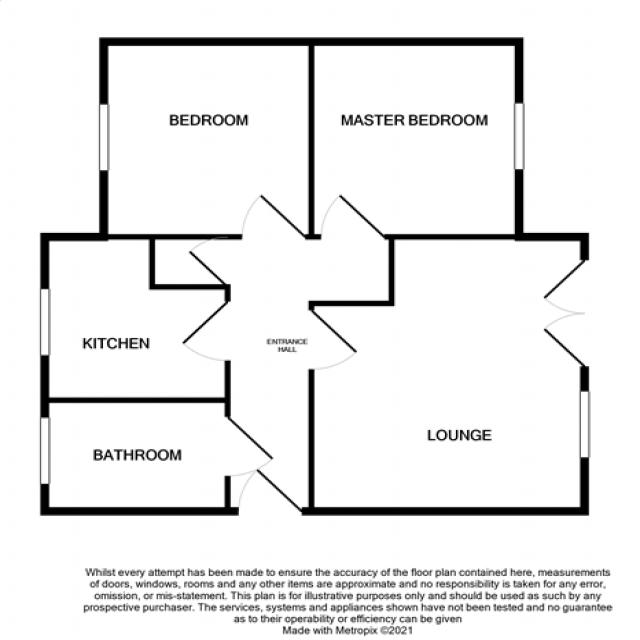 BEDROOM
MASTER BEDROOM
KITCHEN
ENTRANCE
HALL
BATHROOM
LOUNGE
Whilst every attempt has been made to ensure the accuracy of the floor plan contained here, measurements
of doors, windows, rooms and any other items are approximate and no responsibility is taken for any error,
omission, or mis-statement. This plan is for illustrative purposes only and should be used as such by any
prospective purchaser. The services, systems and appliances shown have not been tested and no guarantee
as to their operability or efficiency can be given
Made with Metropix ©2021